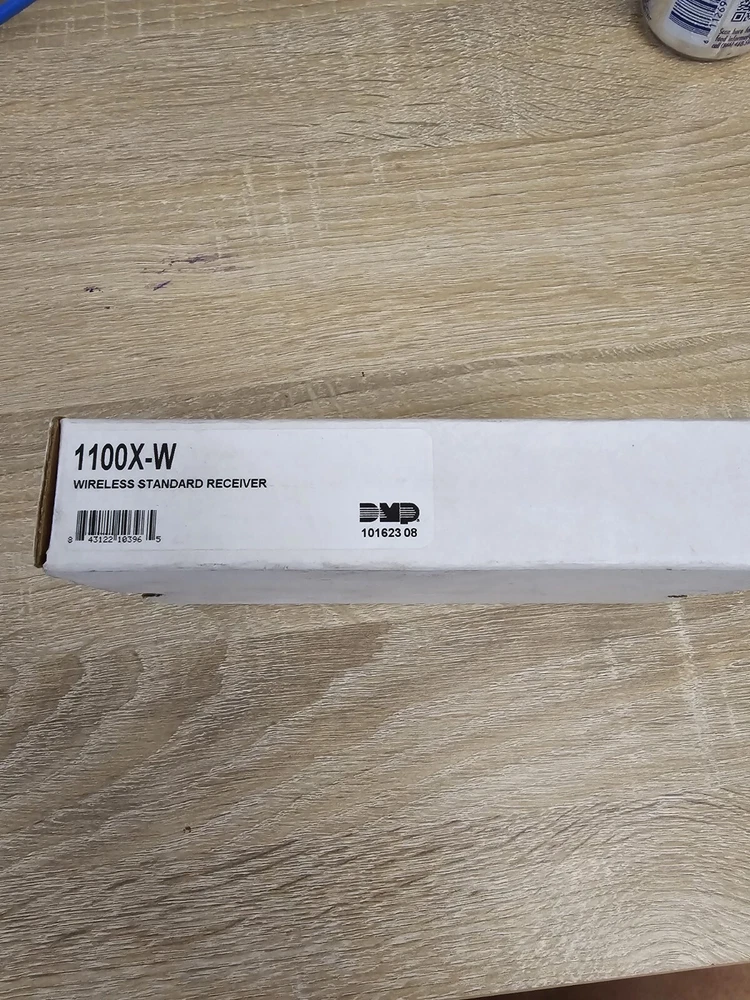 1100X-W
WIRELESS STANDARD RECEIVER
8 43122 10396 5
DMP
101623 08